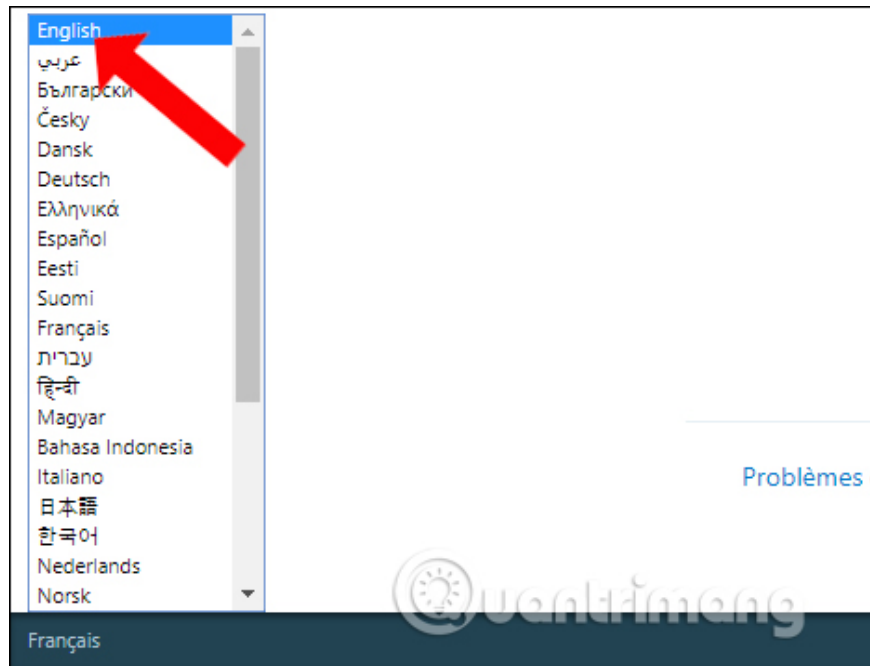 English
عربي
Български
Česky
Dansk
Deutsch
Ελληνικά
Español
Eesti
Suomi
Français
עברית
हिन्दी
Magyar
Bahasa Indonesia
Italiano
日本語
한국어
Nederlands
Norsk
Problèmes
Quantrimang
Français